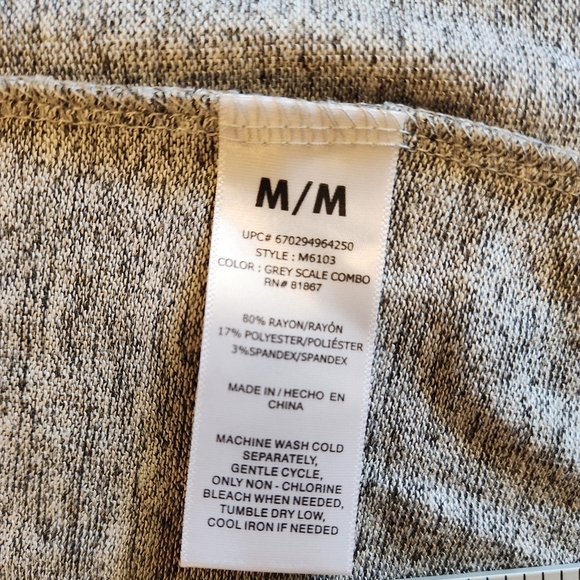 M/M
UPC# 670294964250
STYLE : M6103
COLOR : GREY SCALE COMBO
RN# 81867
80% RAYON/RAYÓN
17% POLYESTER/POLIÉSTER
3%SPANDEX/SPANDEX
MADE IN / HECHO EN
CHINA
MACHINE WASH COLD
SEPARATELY,
GENTLE CYCLE,
ONLY NON - CHLORINE
BLEACH WHEN NEEDED,
TUMBLE DRY LOW,
COOL IRON IF NEEDED